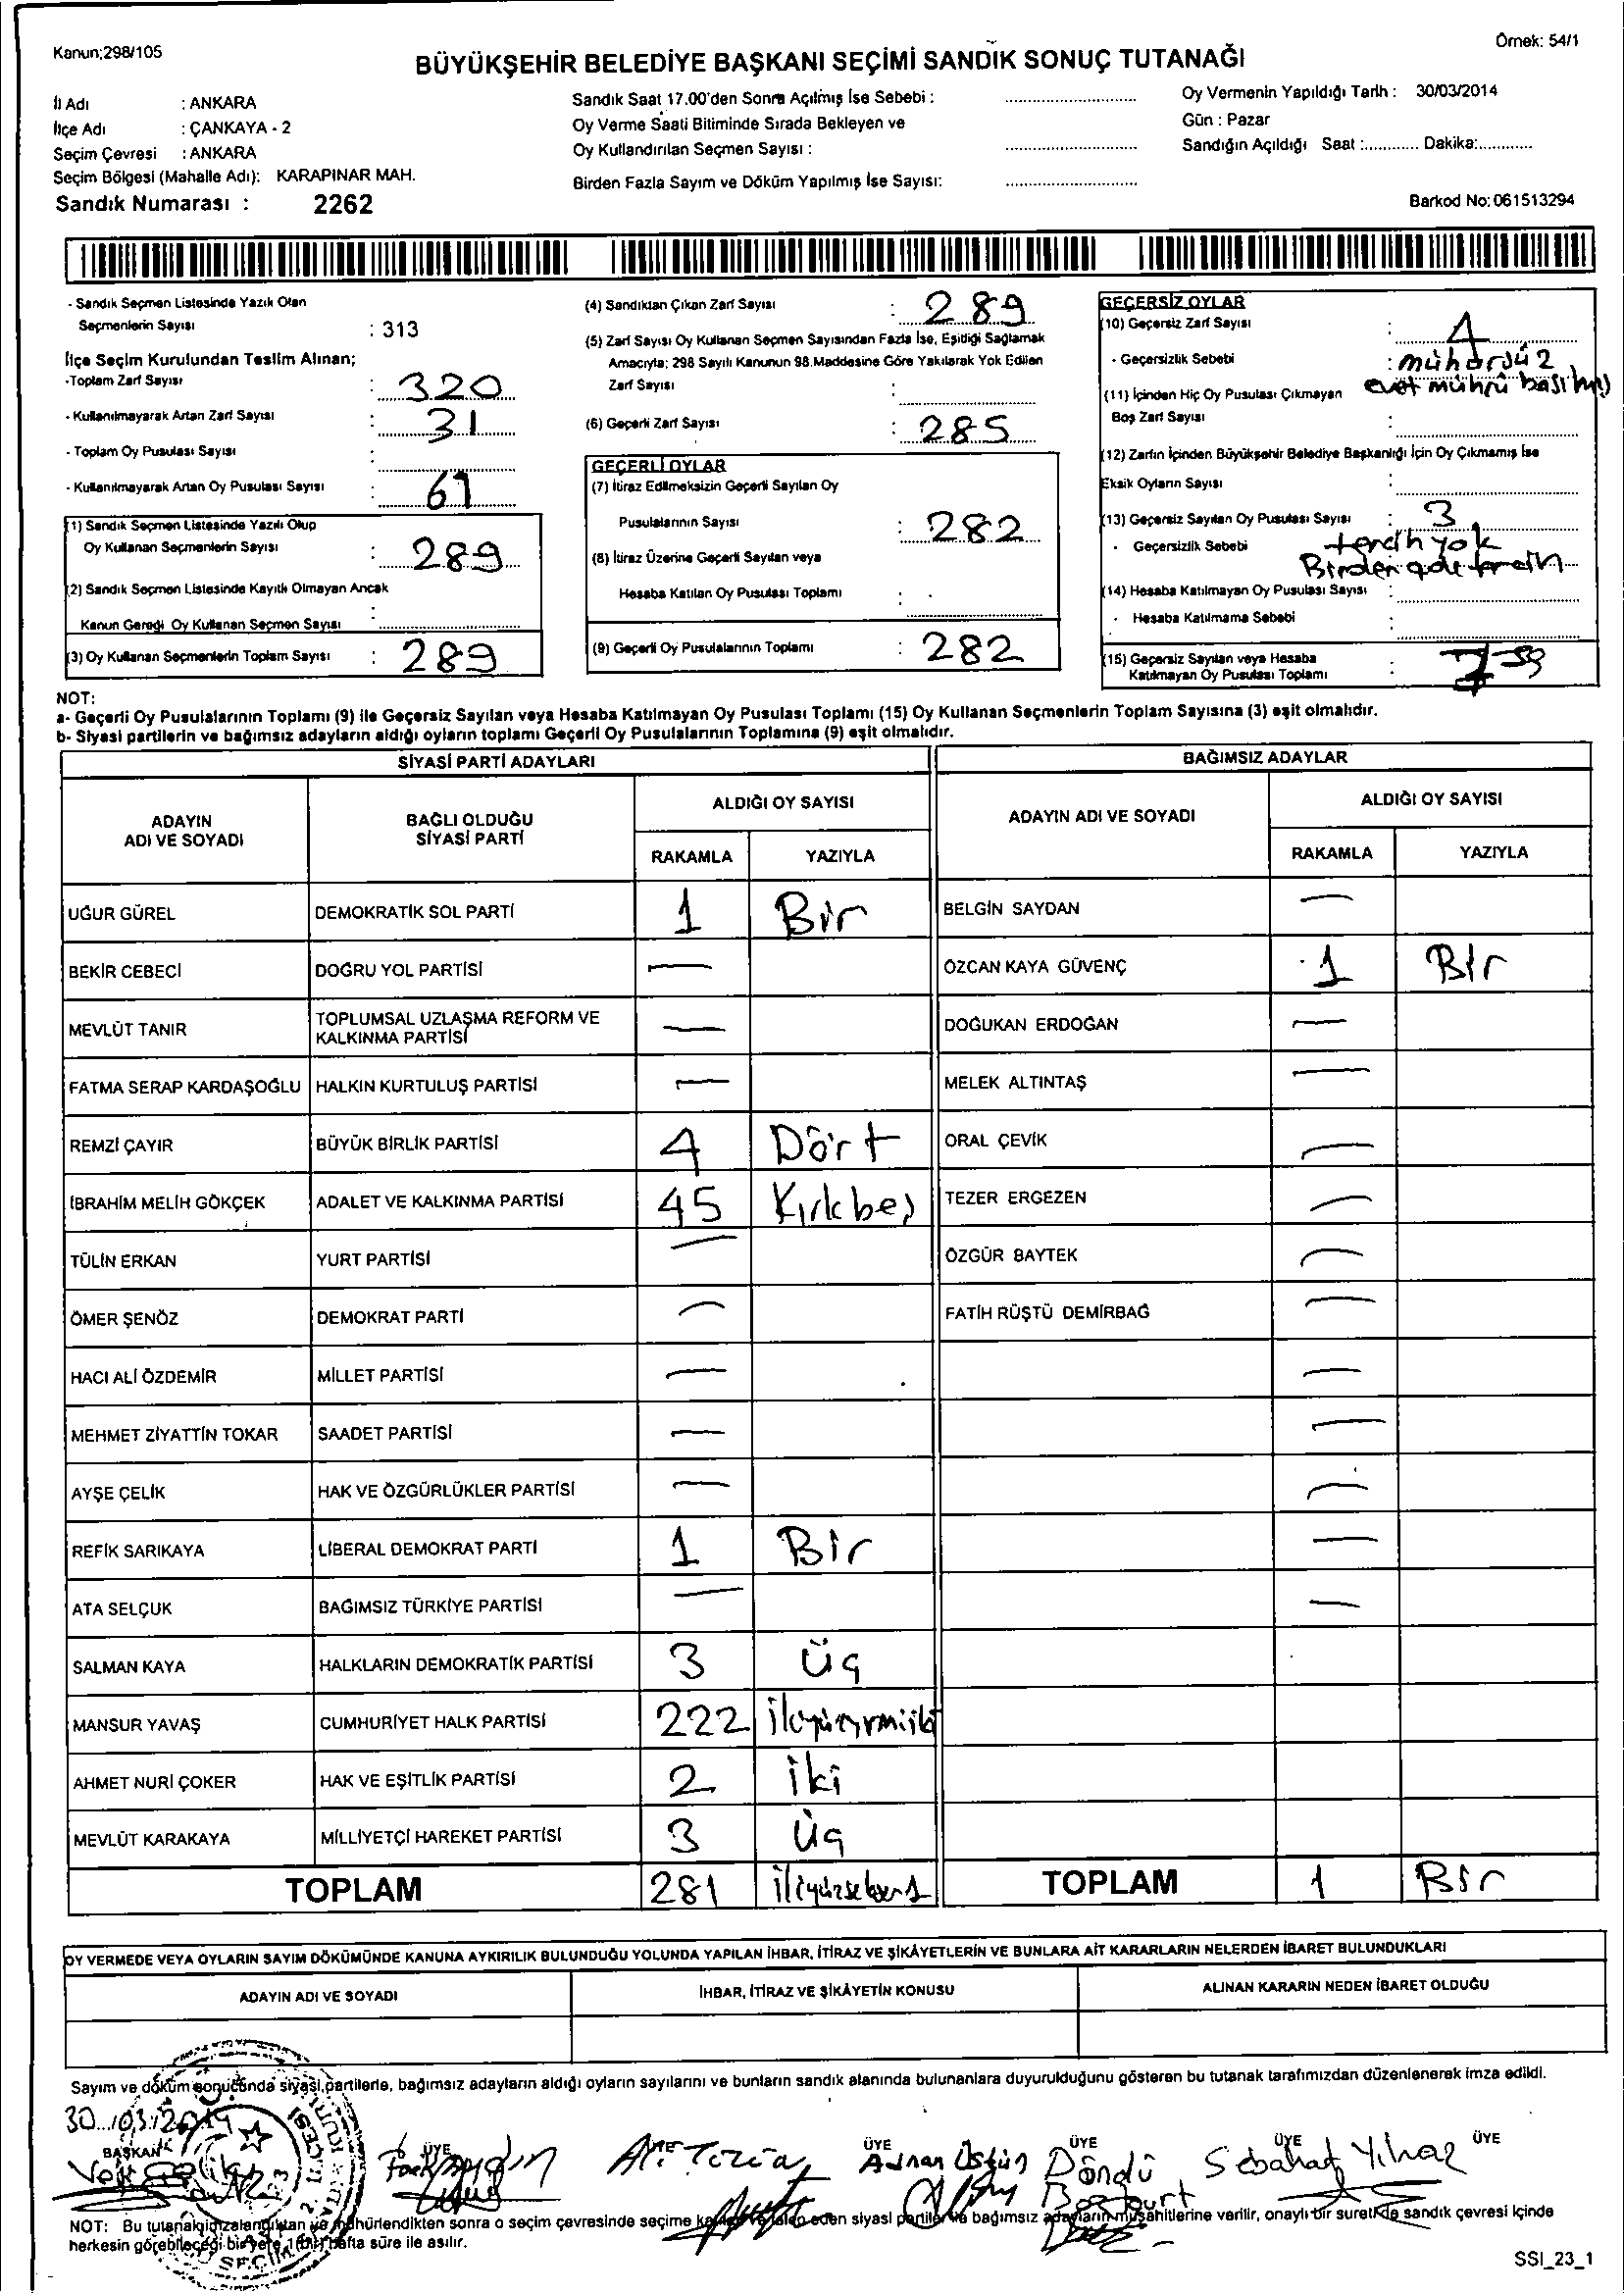 Kanun;298/105
Örnek: 54/1
BÜYÜKŞEHİR BELEDİYE BAŞKANI SEÇİMİ SANDIK SONUÇ TUTANAĞI
İl Adı : ANKARA
İlçe Adı : ÇANKAYA - 2
Seçim Çevresi : ANKARA
Seçim Bölgesi (Mahalle Adı): KARAPINAR MAH.
Sandık Numarası : 2262
Sandık Saat 17.00'den Sonra Açılmış İse Sebebi :
Oy Verme Saati Bitiminde Sırada Bekleyen ve
Oy Kullandırılan Seçmen Sayısı :
Birden Fazla Sayım ve Döküm Yapılmış İse Sayısı:
Oy Vermenin Yapıldığı Tarih : 30/03/2014
Gün : Pazar
Sandığın Açıldığı Saat :............ Dakika:............
Barkod No:061513294
- Sandık Seçmen Listesinde Yazılı Olan
Seçmenlerin Sayısı : 313
İlçe Seçim Kurulundan Teslim Alınan;
-Toplam Zarf Sayısı : 320
- Kullanılmayarak Artan Zarf Sayısı : 31
- Toplam Oy Pusulası Sayısı :
- Kullanılmayarak Artan Oy Pusulası Sayısı : 61
(1) Sandık Seçmen Listesinde Yazılı Olup
Oy Kullanan Seçmenlerin Sayısı : 289
(2) Sandık Seçmen Listesinde Kayıtlı Olmayan Ancak
Kanun Gereği Oy Kullanan Seçmen Sayısı :
(3) Oy Kullanan Seçmenlerin Toplam Sayısı : 289
(4) Sandıktan Çıkan Zarf Sayısı : 289
(5) Zarf Sayısı Oy Kullanan Seçmen Sayısından Fazla İse, Eşitliği Sağlamak
Amacıyla; 298 Sayılı Kanunun 98.Maddesine Göre Yakılarak Yok Edilen
Zarf Sayısı :
(6) Geçerli Zarf Sayısı : 285
GEÇERLİ OYLAR
(7) İtiraz Edilmeksizin Geçerli Sayılan Oy
Pusulalarının Sayısı : 282
(8) İtiraz Üzerine Geçerli Sayılan veya
Hesaba Katılan Oy Pusulası Toplamı :
(9) Geçerli Oy Pusulalarının Toplamı : 282
GEÇERSİZ OYLAR
(10) Geçersiz Zarf Sayısı : 4
- Geçersizlik Sebebi : mühürsüz
evet mührü basılmış
(11) İçinden Hiç Oy Pusulası Çıkmayan
Boş Zarf Sayısı :
(12) Zarfın İçinden Büyükşehir Belediye Başkanlığı İçin Oy Çıkmamış İse
Eksik Oyların Sayısı :
(13) Geçersiz Sayılan Oy Pusulası Sayısı : 3
- Geçersizlik Sebebi tercih yok
Birden
(14) Hesaba Katılmayan Oy Pusulası Sayısı :
- Hesaba Katılmama Sebebi :
(15) Geçersiz Sayılan veya Hesaba
Katılmayan Oy Pusulası Toplamı : 7
NOT:
a- Geçerli Oy Pusulalarının Toplamı (9) ile Geçersiz Sayılan veya Hesaba Katılmayan Oy Pusulası Toplamı (15) Oy Kullanan Seçmenlerin Toplam Sayısına (3) eşit olmalıdır.
b- Siyasi partilerin ve bağımsız adayların aldığı oyların toplamı Geçerli Oy Pusulalarının Toplamına (9) eşit olmalıdır.
SİYASİ PARTİ ADAYLARI
BAĞIMSIZ ADAYLAR
ADAYIN ADI VE SOYADI
BAĞLI OLDUĞU SİYASİ PARTİ
ALDIĞI OY SAYISI
RAKAMLA YAZIYLA
ADAYIN ADI VE SOYADI
ALDIĞI OY SAYISI
RAKAMLA YAZIYLA
UĞUR GÜREL DEMOKRATİK SOL PARTİ 1 Bir BELGİN SAYDAN —
BEKİR CEBECİ DOĞRU YOL PARTİSİ — ÖZCAN KAYA GÜVENÇ 1 Bir
MEVLÜT TANIR TOPLUMSAL UZLAŞMA REFORM VE KALKINMA PARTİSİ — DOĞUKAN ERDOĞAN —
FATMA SERAP KARDAŞOĞLU HALKIN KURTULUŞ PARTİSİ — MELEK ALTINTAŞ —
REMZİ ÇAYIR BÜYÜK BİRLİK PARTİSİ 4 Dört ORAL ÇEVİK —
İBRAHİM MELİH GÖKÇEK ADALET VE KALKINMA PARTİSİ 45 Kırkbeş TEZER ERGEZEN —
TÜLİN ERKAN YURT PARTİSİ — ÖZGÜR BAYTEK —
ÖMER ŞENÖZ DEMOKRAT PARTİ — FATİH RÜŞTÜ DEMİRBAĞ —
HACI ALİ ÖZDEMİR MİLLET PARTİSİ — —
MEHMET ZİYATTİN TOKAR SAADET PARTİSİ — —
AYŞE ÇELİK HAK VE ÖZGÜRLÜKLER PARTİSİ — —
REFİK SARIKAYA LİBERAL DEMOKRAT PARTİ 1 Bir —
ATA SELÇUK BAĞIMSIZ TÜRKİYE PARTİSİ — —
SALMAN KAYA HALKLARIN DEMOKRATİK PARTİSİ 3 Üç
MANSUR YAVAŞ CUMHURİYET HALK PARTİSİ 222 ikiyüzyirmiiki
AHMET NURİ ÇOKER HAK VE EŞİTLİK PARTİSİ 2 iki
MEVLÜT KARAKAYA MİLLİYETÇİ HAREKET PARTİSİ 3 Üç
TOPLAM 281 TOPLAM 1 Bir
OY VERMEDE VEYA OYLARIN SAYIM DÖKÜMÜNDE KANUNA AYKIRILIK BULUNDUĞU YOLUNDA YAPILAN İHBAR, İTİRAZ VE ŞİKÂYETLERİN VE BUNLARA AİT KARARLARIN NELERDEN İBARET BULUNDUKLARI
ADAYIN ADI VE SOYADI İHBAR, İTİRAZ VE ŞİKÂYETİN KONUSU ALINAN KARARIN NEDEN İBARET OLDUĞU
Sayım ve döküm sonucunda siyasi partilerle, bağımsız adayların aldığı oyların sayılarını ve bunların sandık alanında bulunanlara duyurulduğunu gösteren bu tutanak tarafımızdan düzenlenerek imza edildi.
30/03/2014
BAŞKAN ÜYE ÜYE ÜYE ÜYE ÜYE ÜYE
Adnan Üstün Döndü Bozkurt Sebahat Yılmaz
NOT: Bu tutanak imzalandıktan ve mühürlendikten sonra o seçim çevresinde seçime katılan ve talep eden siyasi partiler ve bağımsız adayların müşahitlerine verilir, onaylı bir sureti de sandık çevresi içinde
herkesin görebileceği bir yere 1 (bir) hafta süre ile asılır.
SSI_23_1